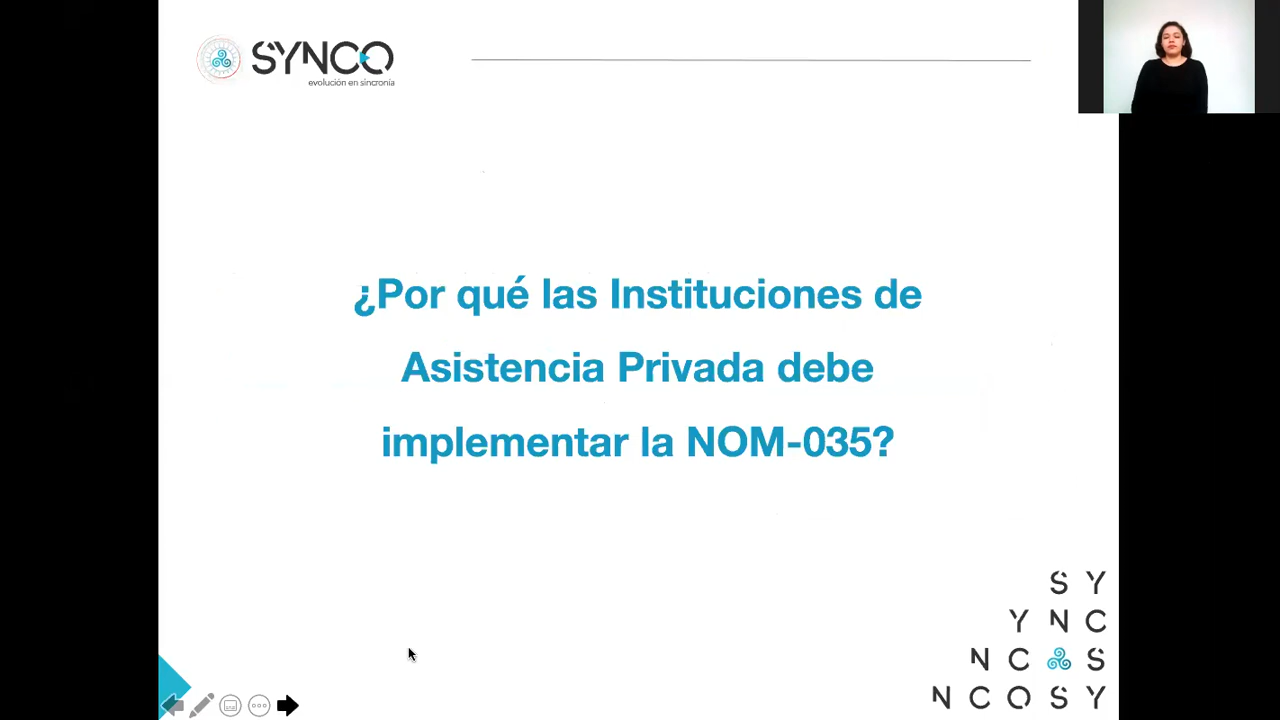 SYNCO
evolución en sincronía
¿Por qué las Instituciones de
Asistencia Privada debe
implementar la NOM-035?
S Y
Y N C
N C S
N C O S Y